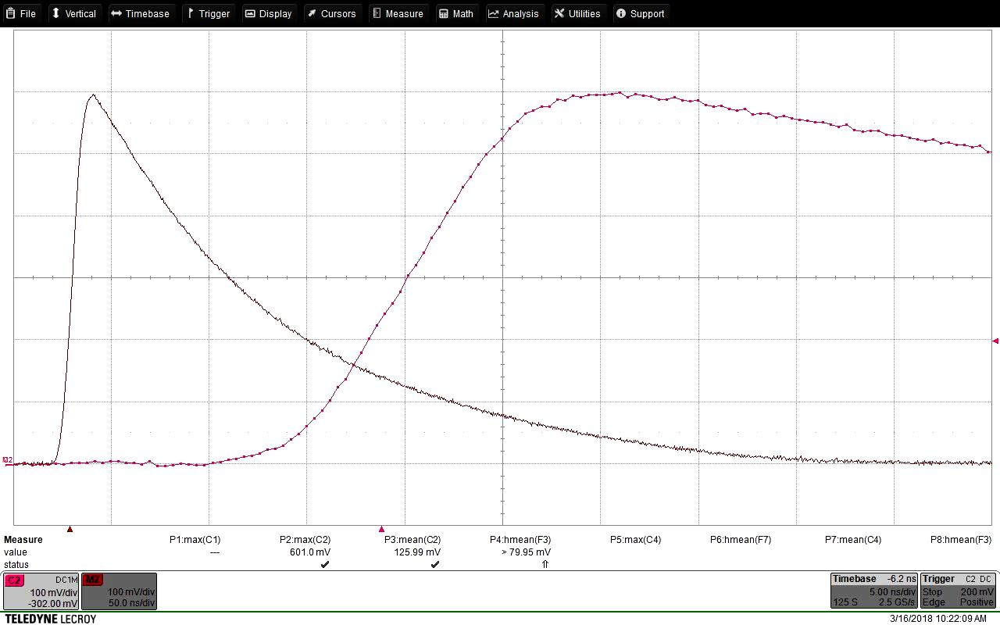 File Vertical Timebase Trigger Display Cursors Measure Math Analysis Utilities Support
Measure P1:max(C1) P2:max(C2) P3:mean(C2) P4:hmean(F3) P5:max(C4) P6:hmean(F7) P7:mean(C4) P8:hmean(F3)
value --- 601.0 mV 125.99 mV > 79.95 mV
status
C2 DC1M
100 mV/div
-302.00 mV
M2
100 mV/div
50.0 ns/div
Timebase -6.2 ns
5.00 ns/div
125 S 2.5 GS/s
Trigger C2 DC
Stop 200 mV
Edge Positive
TELEDYNE LECROY
3/16/2018 10:22:09 AM